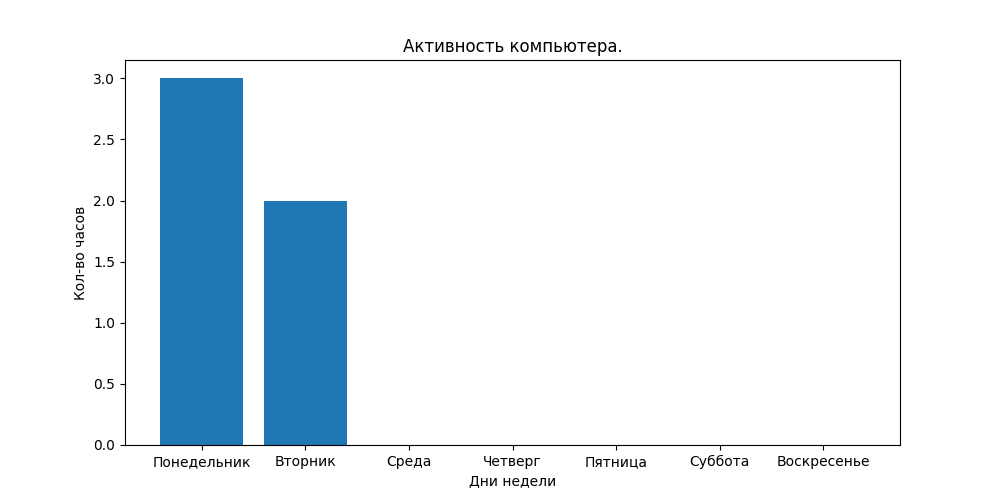 Активность компьютера.
Кол-во часов
3.0
2.5
2.0
1.5
1.0
0.5
0.0
Понедельник Вторник Среда Четверг Пятница Суббота Воскресенье
Дни недели